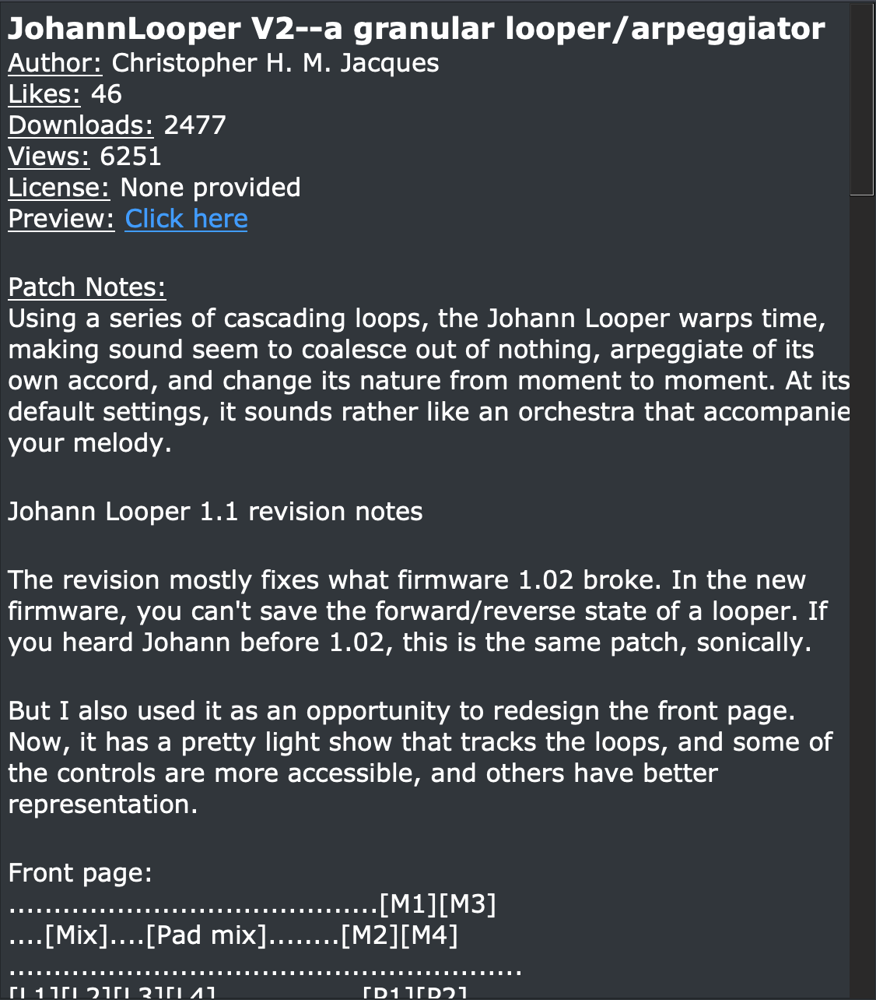 JohannLooper V2--a granular looper/arpeggiator
Author: Christopher H. M. Jacques
Likes: 46
Downloads: 2477
Views: 6251
License: None provided
Preview: Click here
Patch Notes:
Using a series of cascading loops, the Johann Looper warps time,
making sound seem to coalesce out of nothing, arpeggiate of its
own accord, and change its nature from moment to moment. At its
default settings, it sounds rather like an orchestra that accompanie
your melody.
Johann Looper 1.1 revision notes
The revision mostly fixes what firmware 1.02 broke. In the new
firmware, you can't save the forward/reverse state of a looper. If
you heard Johann before 1.02, this is the same patch, sonically.
But I also used it as an opportunity to redesign the front page.
Now, it has a pretty light show that tracks the loops, and some of
the controls are more accessible, and others have better
representation.
Front page:
.........................................[M1][M3]
....[Mix]....[Pad mix]........[M2][M4]
.........................................................
[L1][L2][L3][L4]................[R1][R2]